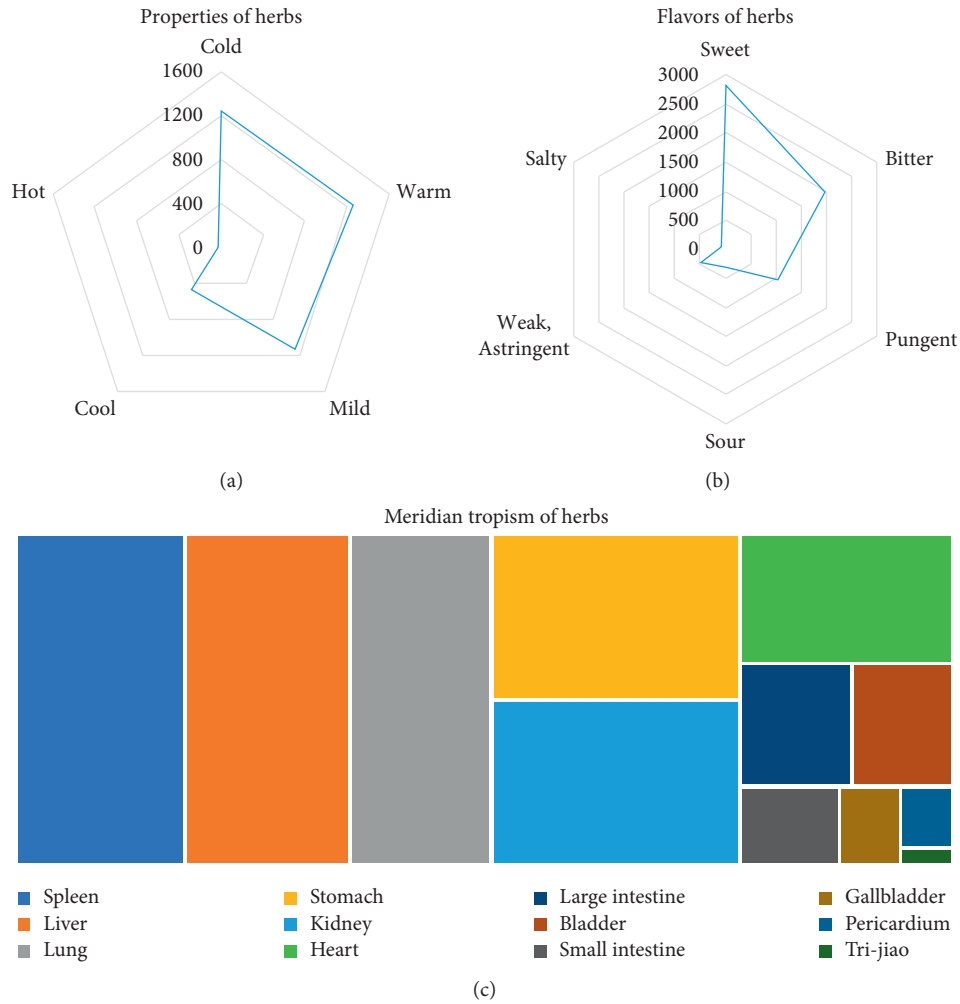 Properties of herbs
Cold
1600
1200
800
400
0
Hot
Warm
Cool
Mild
(a)
Flavors of herbs
Sweet
3000
2500
2000
1500
1000
500
0
Salty
Bitter
Weak,
Astringent
Pungent
Sour
(b)
Meridian tropism of herbs
Spleen
Liver
Lung
Stomach
Kidney
Heart
Large intestine
Bladder
Small intestine
Gallbladder
Pericardium
Tri-jiao
(c)